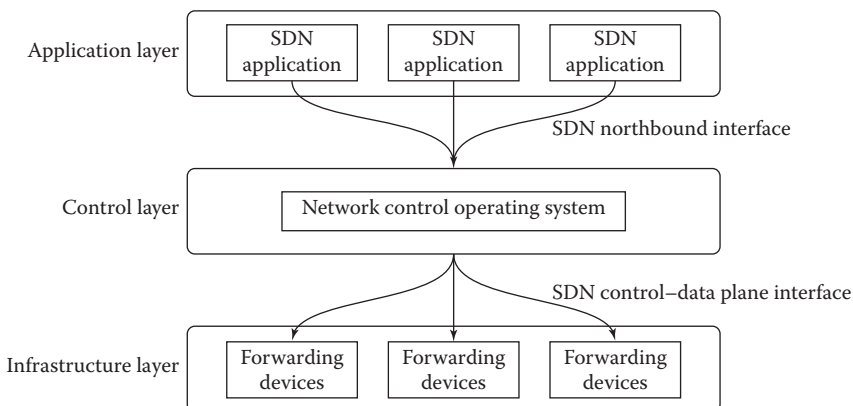 Application layer
SDN
application
SDN
application
SDN
application
SDN northbound interface
Control layer
Network control operating system
SDN control–data plane interface
Infrastructure layer
Forwarding
devices
Forwarding
devices
Forwarding
devices